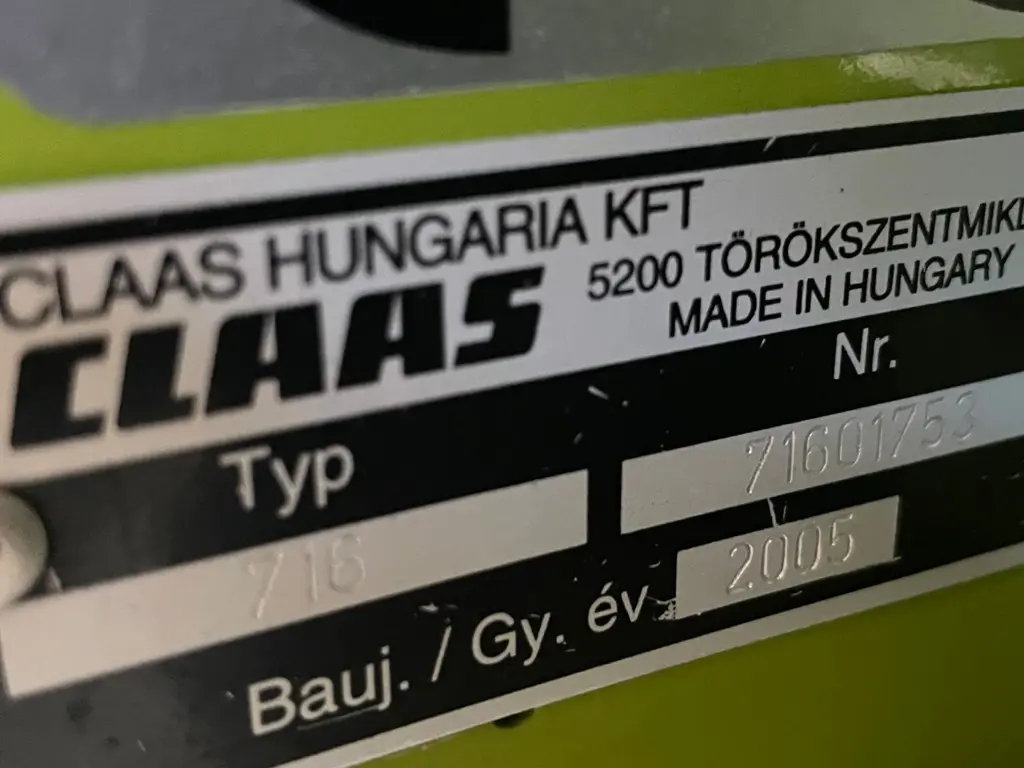 CLAAS HUNGARIA KFT
CLAAS
5200 TÖRÖKSZENTMIKL
MADE IN HUNGARY
Typ
Nr.
716
71601753
Bauj. / Gy. év. 2005